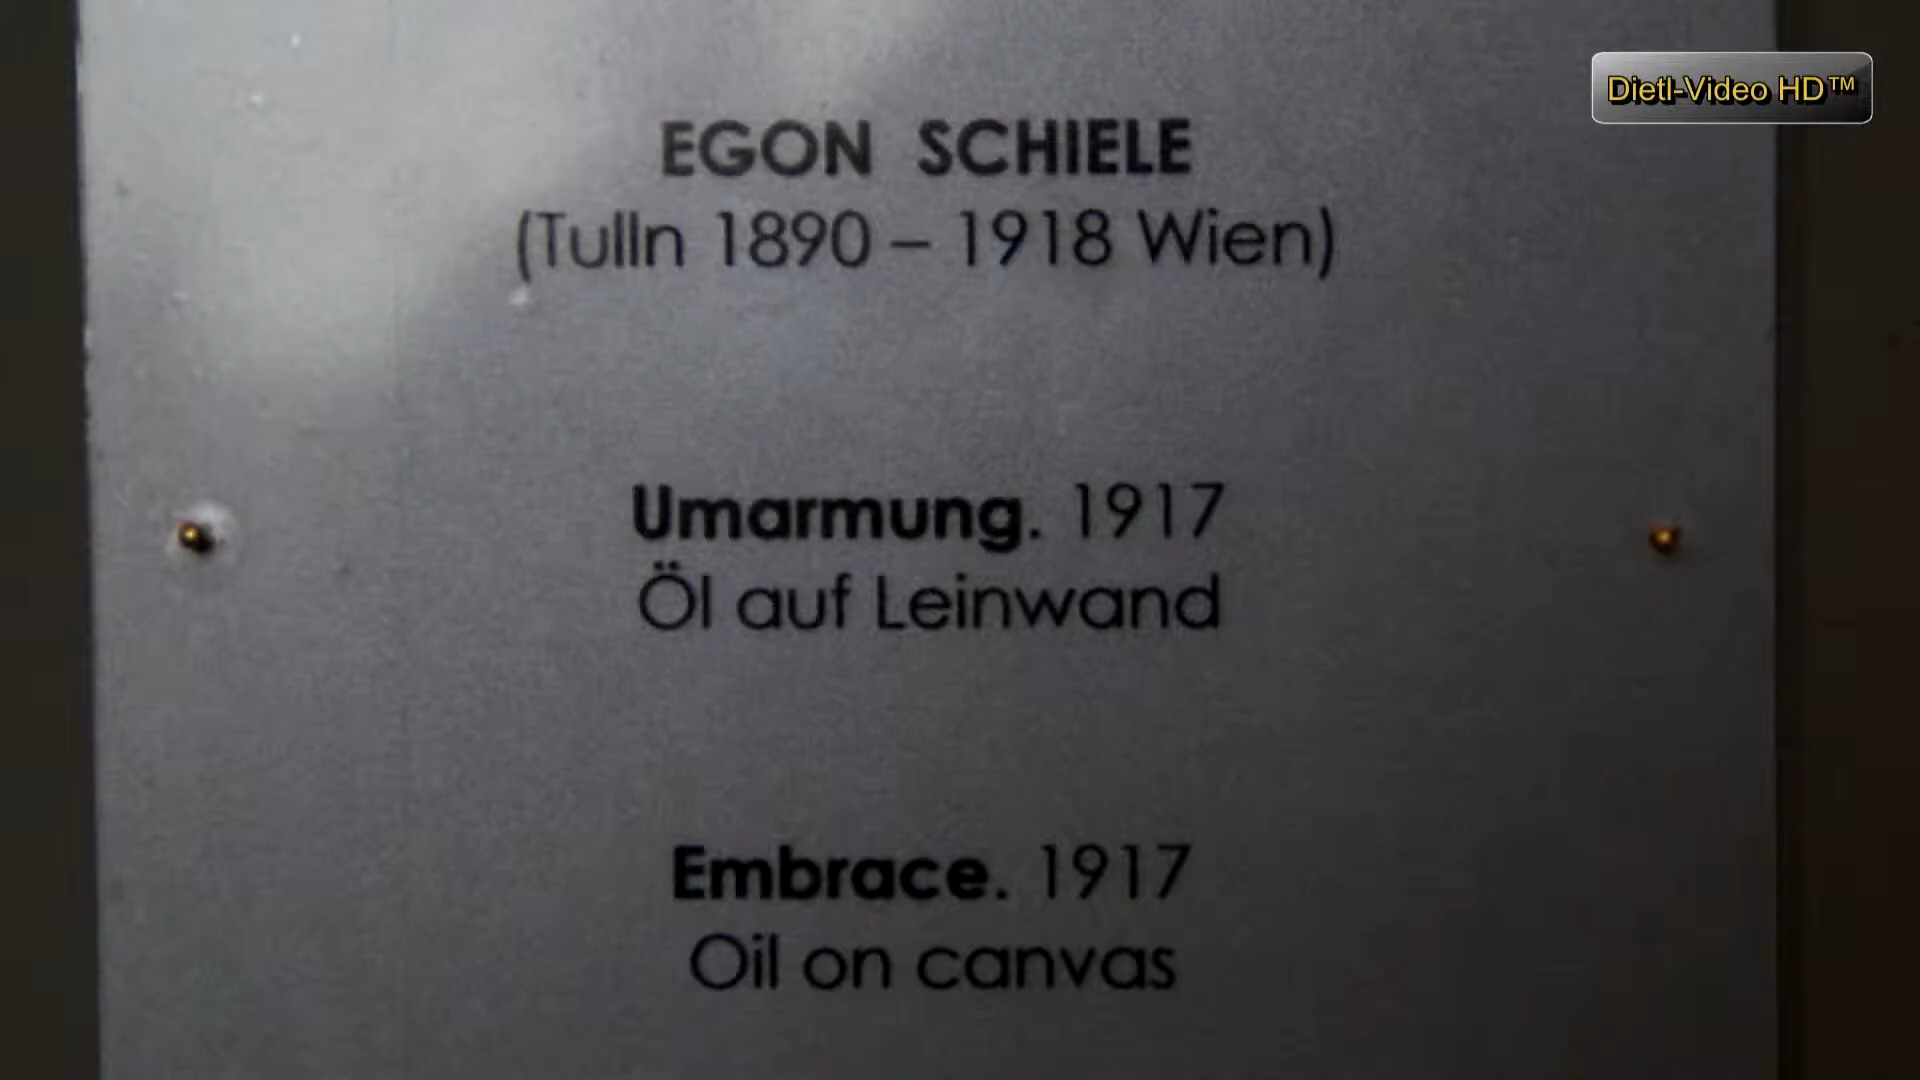 Dietl-Video HD™
EGON SCHIELE
(Tulln 1890 – 1918 Wien)
Umarmung. 1917
Öl auf Leinwand
Embrace. 1917
Oil on canvas